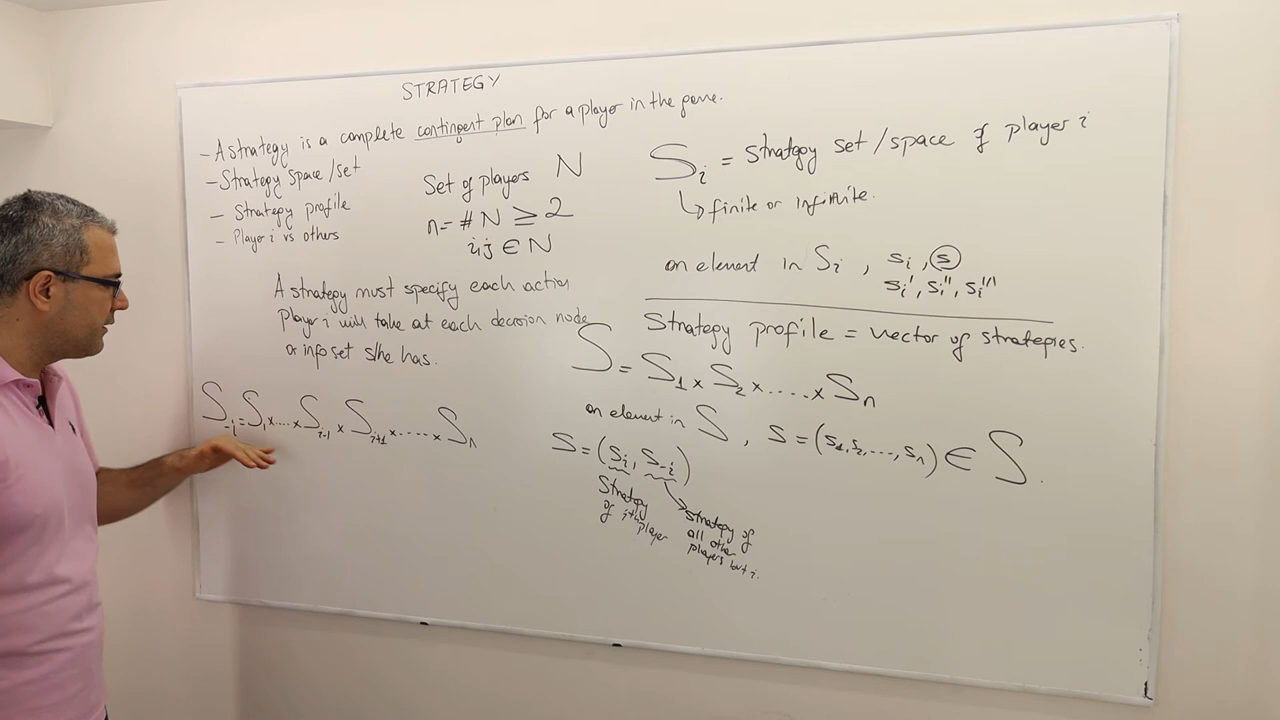 STRATEGY
- A strategy is a complete contingent plan for a player in the game.
- Strategy space/set
- Strategy profile
- Player i vs others
Set of players N
n = # N ≥ 2
i,j ∈ N
A strategy must specify each action
Player i will take at each decision node
or info set s/he has.
S₋ᵢ = S₁ x .... x Sᵢ₋₁ x Sᵢ₊₁ x ..... x Sₙ
Sᵢ = strategy set/space of player i
↳ finite or infinite.
an element in Sᵢ , sᵢ , s
sᵢ', sᵢ'', sᵢ'''
Strategy profile = vector of strategies.
S = S₁ x S₂ x ..... x Sₙ
an element in S , s = (s₁, s₂, ..., sₙ) ∈ S.
s = (sᵢ, s₋ᵢ)
Strategy
of ith
player
strategy of
all other
players but i.